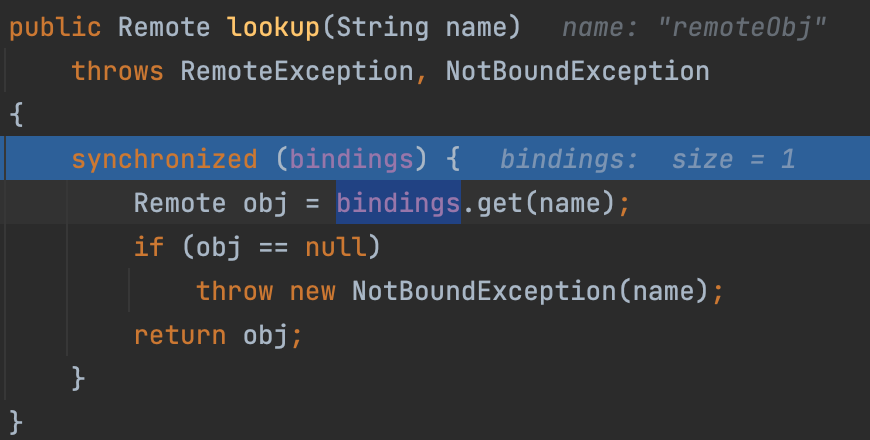 public Remote lookup(String name)   name: "remoteObj"
    throws RemoteException, NotBoundException
{
    synchronized (bindings) {   bindings:  size = 1
        Remote obj = bindings.get(name);
        if (obj == null)
            throw new NotBoundException(name);
        return obj;
    }
}